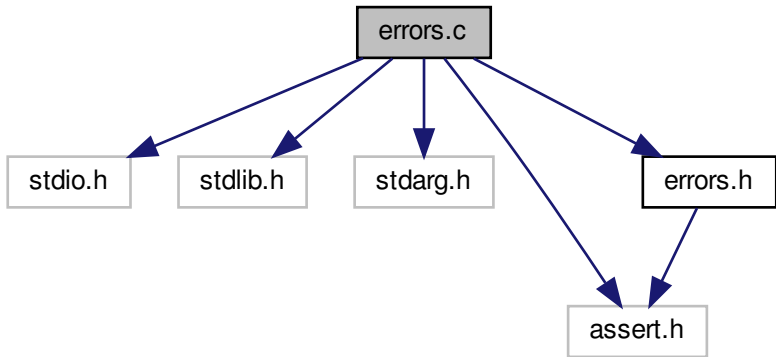 errors.c
stdio.h
stdlib.h
stdarg.h
errors.h
assert.h